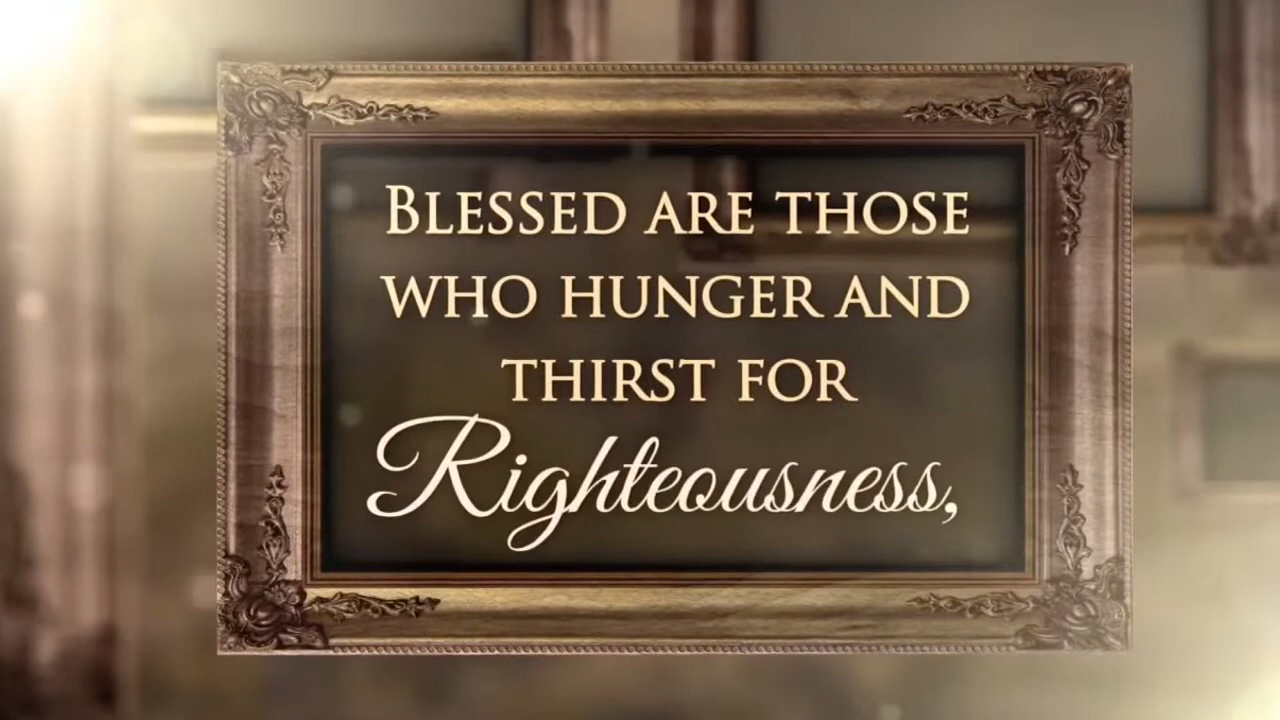 Blessed are those
who hunger and
thirst for
Righteousness,